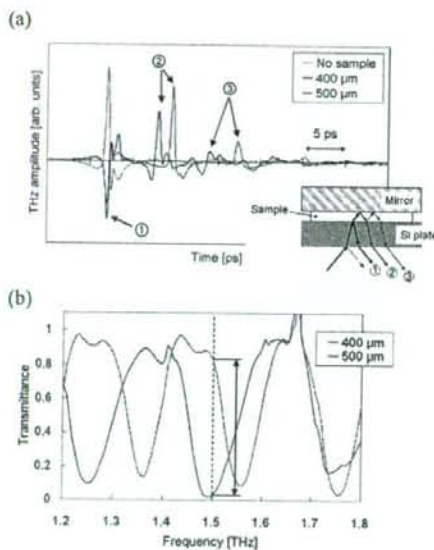 (a)
THz amplitude [arb. units]
②
③
①
No sample
400 µm
500 µm
5 ps
Time [ps]
Sample
Mirror
Si plate
① ② ③
(b)
Transmittance
1
0.8
0.6
0.4
0.2
0
400 µm
500 µm
1.2 1.3 1.4 1.5 1.6 1.7 1.8
Frequency [THz]